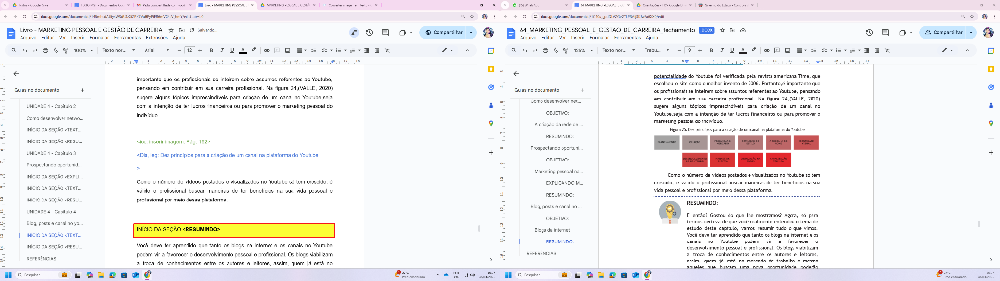 Textos - Google Drive
TEXTO MST - Documentos Goo
Pasta compartilhada com você
Livro - MARKETING PESSOAL E
MARKETING PESSOAL E GESTÃO
Converter imagem em texto - C
docs.google.com/document/d/145mhudAJ5ysWSdU3zXiZRK7VuHPyPiER6mVG4sV_hmY/edit?tab=t.0
Livro - MARKETING PESSOAL E GESTÃO DE CARREIRA
Salvando...
Arquivo Editar Ver Inserir Formatar Ferramentas Extensões Ajuda
Compartilhar
100%
Texto nor...
Arial
12
B I U A
2 1 1 2 3 4 5 6 7 8 9 10 11 12 13 14 15 16 17 18
Guias no documento
UNIDADE 4 - Capítulo 2
Como desenvolver netwo...
INÍCIO DA SEÇÃO <TEXT...
INÍCIO DA SEÇÃO <RESU...
UNIDADE 4 - Capítulo 3
Prospectando oportunid...
INÍCIO DA SEÇÃO <EXPLI...
INÍCIO DA SEÇÃO <TEXT...
INÍCIO DA SEÇÃO <RESU...
UNIDADE 4 - Capítulo 4
Blog, posts e canal no yo...
INÍCIO DA SEÇÃO <TEXT...
INÍCIO DA SEÇÃO <RESU...
REFERÊNCIAS
importante que os profissionais se inteirem sobre assuntos referentes ao Youtube,
pensando em contribuir em sua carreira profissional. Na figura 24,(VALLE, 2020)
sugere alguns tópicos imprescindíveis para criação de um canal no Youtube,seja
com a intenção de ter lucros financeiros ou para promover o marketing pessoal do
indivíduo.
<ico, inserir imagem. Pág. 162>
<Dia, leg: Dez princípios para a criação de um canal na plataforma do Youtube
>
Como o número de vídeos postados e visualizados no Youtube só tem crescido, é
válido o profissional buscar maneiras de ter benefícios na sua vida pessoal e
profissional por meio dessa plataforma.
INÍCIO DA SEÇÃO <RESUMINDO>
Você deve ter aprendido que tanto os blogs na internet e os canais no Youtube
podem vir a favorecer o desenvolvimento pessoal e profissional. Os blogs viabilizam
a troca de conhecimentos entre os autores e leitores, assim, quem já está no
Pesquisar
27°C
Pred ensolarado
POR
PTB
16:27
28/03/2025
(45) WhatsApp
64_MARKETING_PESSOAL_E_GE
Orientações - FIC - Google Driv
Governo do Estado - Controle
docs.google.com/document/d/1C40s_gpdDLVZGeGYLPRAjj3KJwZa6XX0/edit
64_MARKETING_PESSOAL_E_GESTAO_DE_CARREIRA_fechamento
.DOCX
Arquivo Editar Ver Inserir Formatar Ferramentas Ajuda
Compartilhar
125%
Texto nor...
Trebu...
9
B I U A
1 2 3 4 5 6 7 8 9 10 11 12 13 14 15 16 17
Guias no documento
Como desenvolver net...
OBJETIVO:
A criação da rede de ...
RESUMINDO:
Prospectando oportuni...
OBJETIVO:
Marketing pessoal na...
EXPLICANDO M...
RESUMINDO:
Blog, posts e canal no ...
OBJETIVO:
Blogs da internet
RESUMINDO:
REFERÊNCIAS
potencialidade do Youtube foi verificada pela revista americana Time, que
escolheu o site como o melhor invento de 2006. Portanto,é importante que
os profissionais se inteirem sobre assuntos referentes ao Youtube, pensando
em contribuir em sua carreira profissional. Na figura 24,(VALLE, 2020)
sugere alguns tópicos imprescindíveis para criação de um canal no
Youtube,seja com a intenção de ter lucros financeiros ou para promover o
marketing pessoal do indivíduo.
Figura 25: Dez princípios para a criação de um canal na plataforma do Youtube
PLANEJAMENTO
CRIAÇÃO
PESQUISAR O MERCADO
DEFINIÇÃO DO ESTILO
A ESCOLHA DO NOME
IDENTIDADE VISUAL
DESENVOLVIMENTO DE CONTEÚDO
MARKETING DIGITAL
OTIMIZAÇÃO NA BUSCA
CAPACITAÇÃO TÉCNICA
Como o número de vídeos postados e visualizados no Youtube só tem
crescido, é válido o profissional buscar maneiras de ter benefícios na sua
vida pessoal e profissional por meio dessa plataforma.
RESUMINDO:
E então? Gostou do que lhe mostramos? Agora, só para
termos certeza de que você realmente entendeu o tema de
estudo deste capítulo, vamos resumir tudo o que vimos.
Você deve ter aprendido que tanto os blogs na internet e os
canais no Youtube podem vir a favorecer o
desenvolvimento pessoal e profissional. Os blogs viabilizam
a troca de conhecimentos entre os autores e leitores,
assim, quem já está no mercado de trabalho e mesmo
aqueles que buscam uma nova oportunidade poderão
Pesquisar
27°C
Pred ensolarado
16:27
28/03/2025